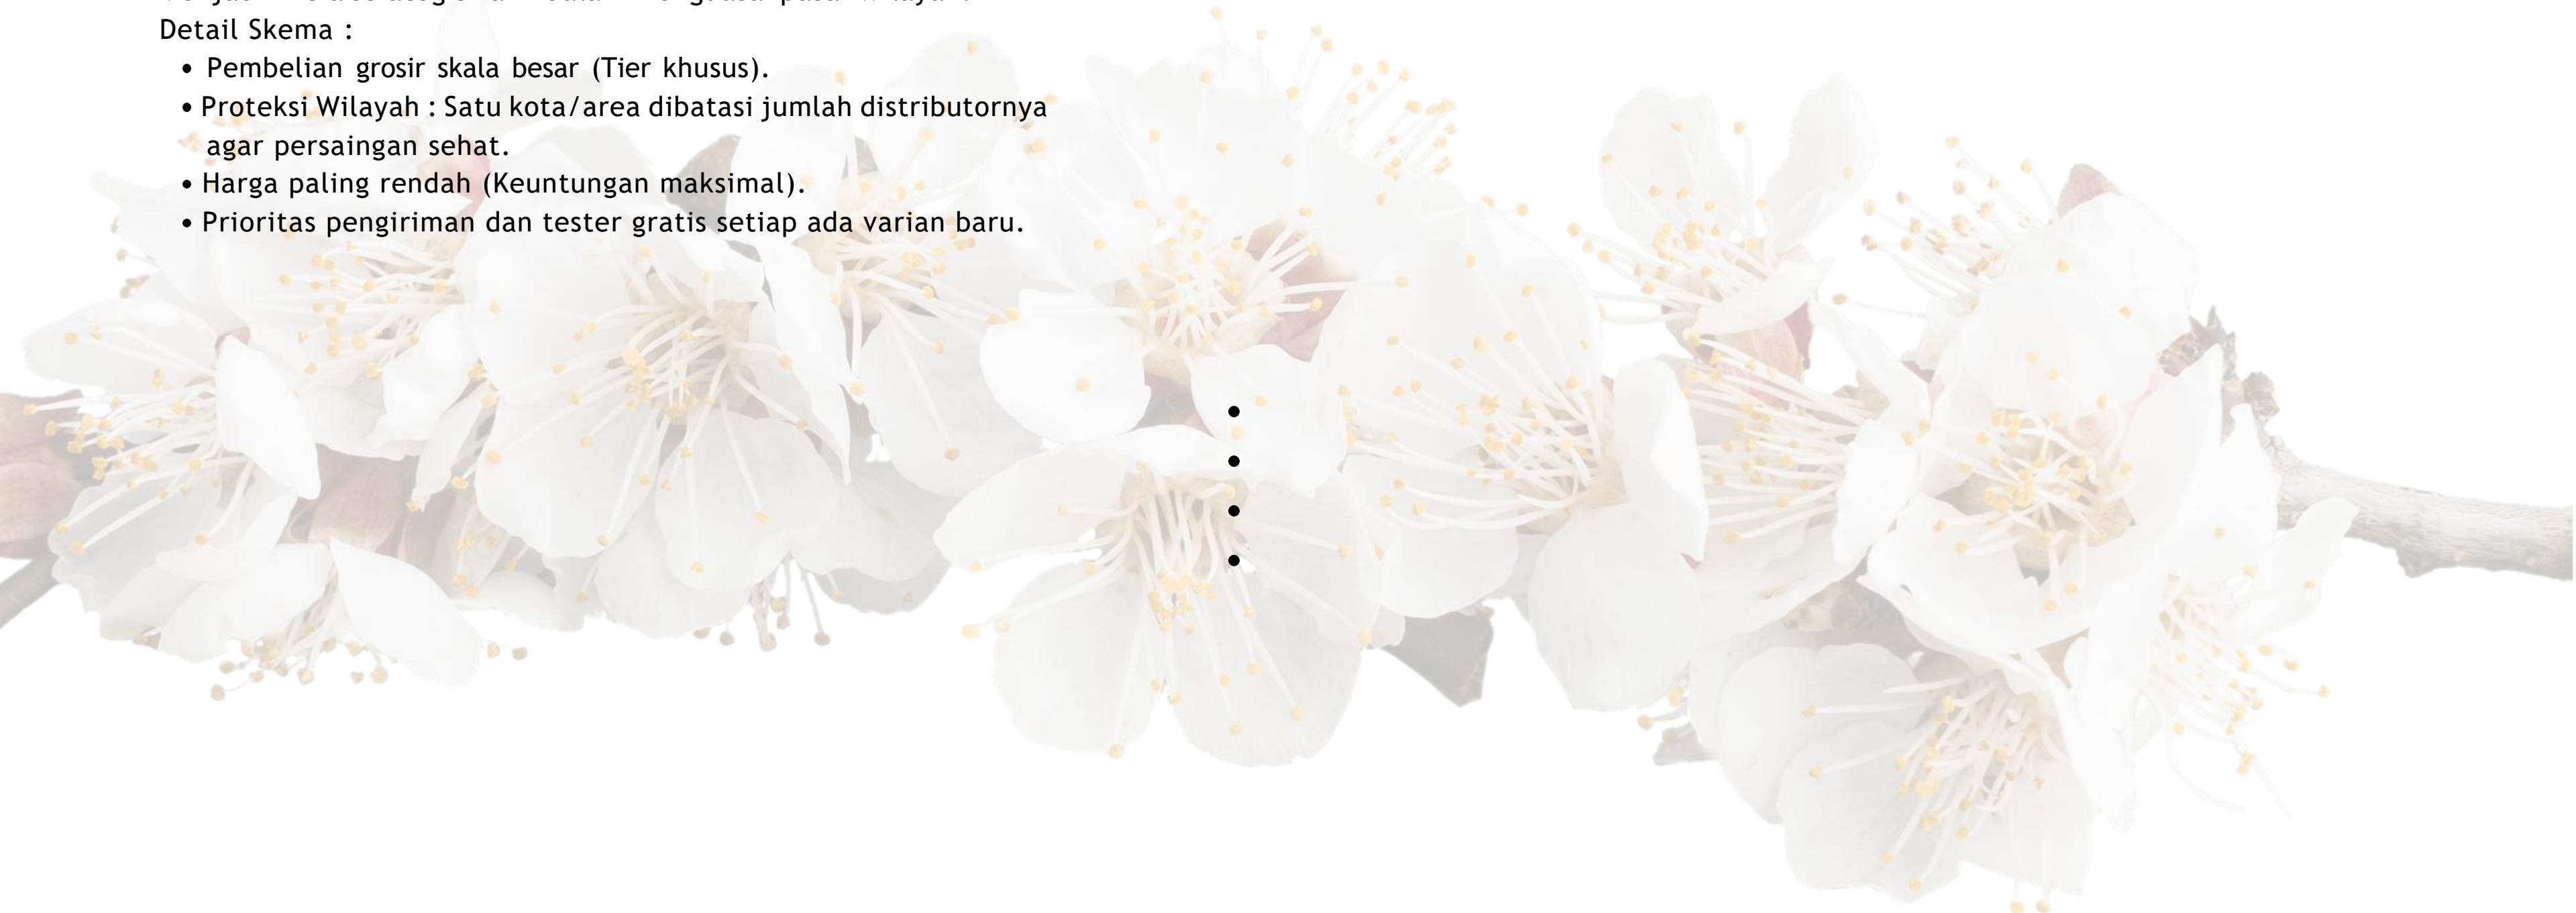 Detail Skema :
• Pembelian grosir skala besar (Tier khusus).
• Proteksi Wilayah : Satu kota/area dibatasi jumlah distributornya
agar persaingan sehat.
• Harga paling rendah (Keuntungan maksimal).
• Prioritas pengiriman dan tester gratis setiap ada varian baru.